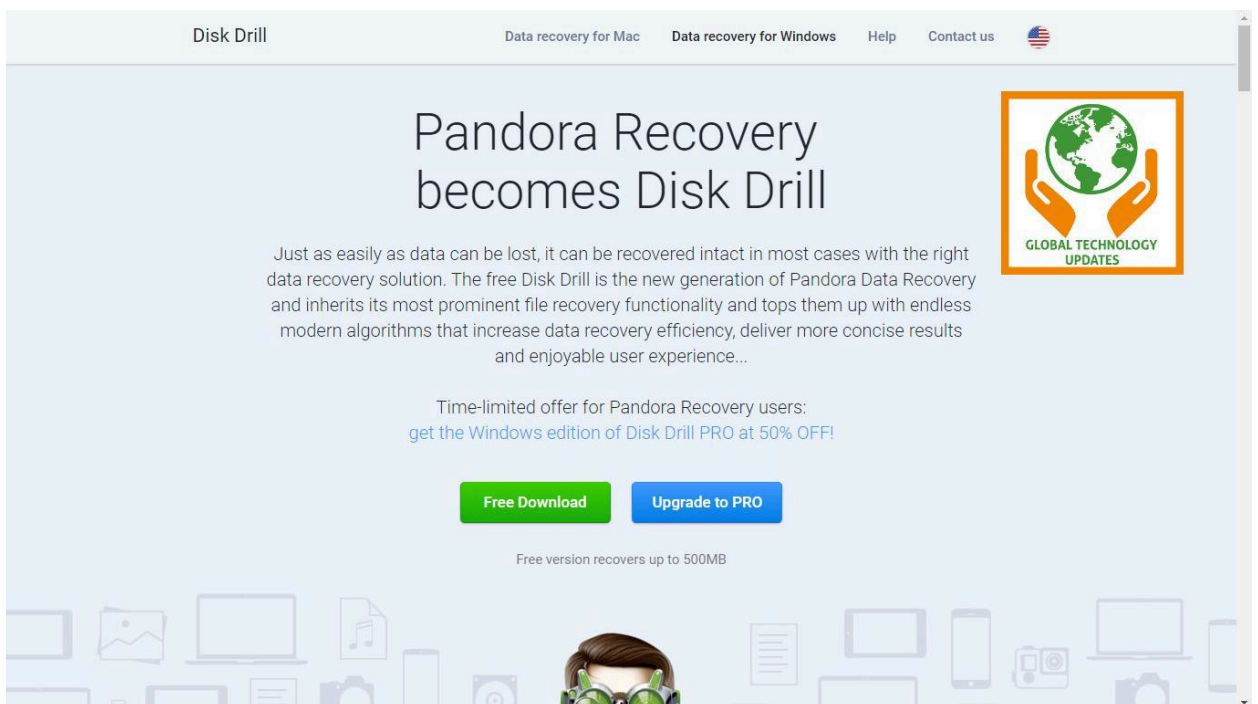 Disk Drill
Data recovery for Mac
Data recovery for Windows
Help
Contact us
Pandora Recovery
becomes Disk Drill
GLOBAL TECHNOLOGY
UPDATES
Just as easily as data can be lost, it can be recovered intact in most cases with the right
data recovery solution. The free Disk Drill is the new generation of Pandora Data Recovery
and inherits its most prominent file recovery functionality and tops them up with endless
modern algorithms that increase data recovery efficiency, deliver more concise results
and enjoyable user experience...
Time-limited offer for Pandora Recovery users:
get the Windows edition of Disk Drill PRO at 50% OFF!
Free Download
Upgrade to PRO
Free version recovers up to 500MB